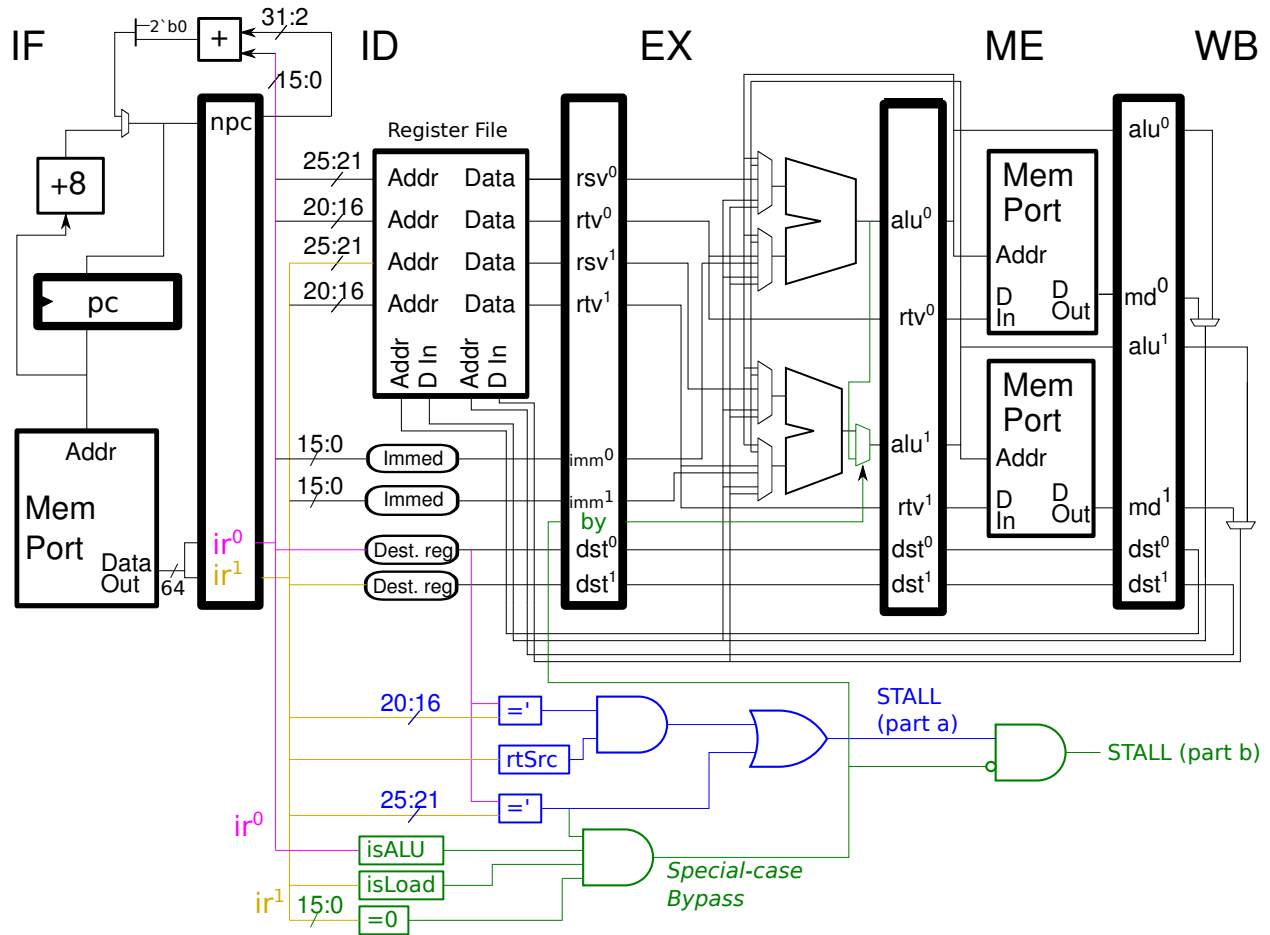 IF
ID
EX
ME
WB
2`b0
+
31:2
15:0
npc
+8
pc
Addr
Mem
Port
Data
Out
64
ir⁰
ir¹
Register File
25:21
Addr
Data
20:16
Addr
Data
25:21
Addr
Data
20:16
Addr
Data
Addr
D In
Addr
D In
15:0
Immed
15:0
Immed
Dest. reg
Dest. reg
rsv⁰
rtv⁰
rsv¹
rtv¹
imm⁰
imm¹
by
dst⁰
dst¹
alu⁰
rtv⁰
alu¹
rtv¹
dst⁰
dst¹
Mem
Port
Addr
D
In
D
Out
Mem
Port
Addr
D
In
D
Out
alu⁰
md⁰
alu¹
md¹
dst⁰
dst¹
20:16
='
rtSrc
25:21
='
ir⁰
isALU
isLoad
ir¹
15:0
=0
Special-case
Bypass
STALL
(part a)
STALL (part b)